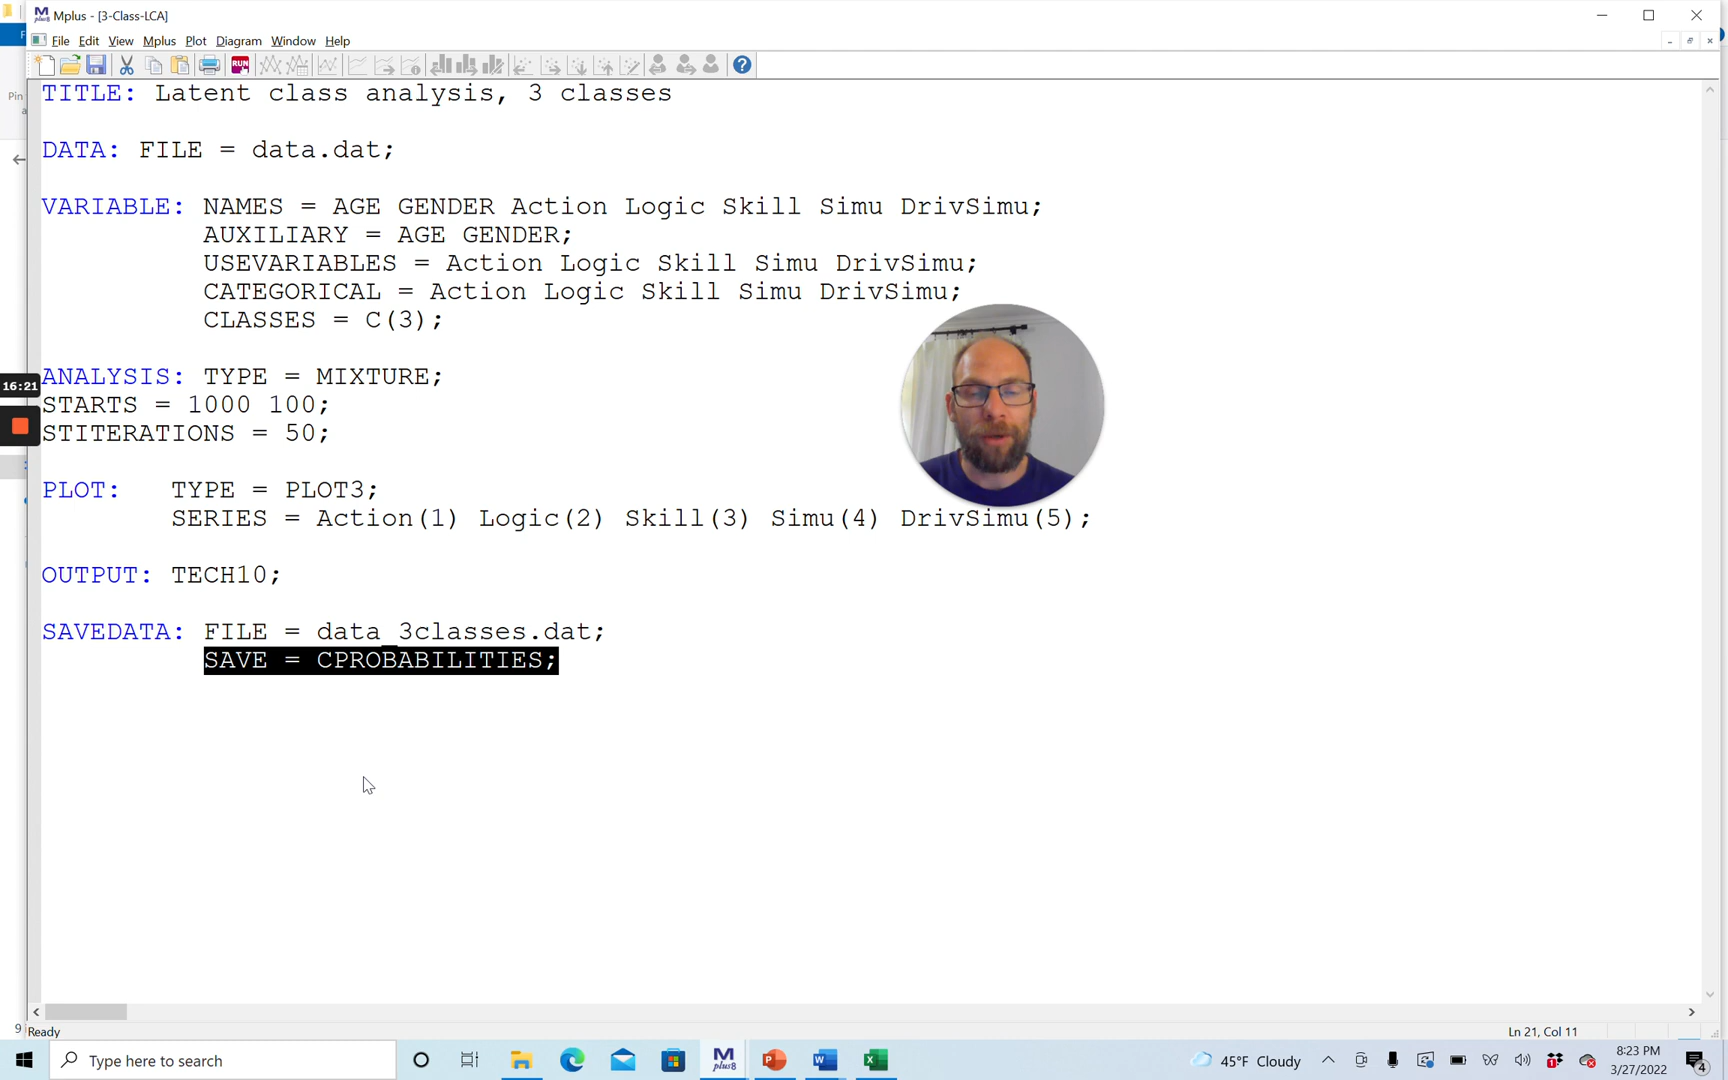 Mplus - [3-Class-LCA]
File Edit View Mplus Plot Diagram Window Help
RUN
TITLE: Latent class analysis, 3 classes
DATA: FILE = data.dat;
VARIABLE: NAMES = AGE GENDER Action Logic Skill Simu DrivSimu;
AUXILIARY = AGE GENDER;
USEVARIABLES = Action Logic Skill Simu DrivSimu;
CATEGORICAL = Action Logic Skill Simu DrivSimu;
CLASSES = C(3);
16:21
ANALYSIS: TYPE = MIXTURE;
STARTS = 1000 100;
STITERATIONS = 50;
PLOT: TYPE = PLOT3;
SERIES = Action(1) Logic(2) Skill(3) Simu(4) DrivSimu(5);
OUTPUT: TECH10;
SAVEDATA: FILE = data_3classes.dat;
SAVE = CPROBABILITIES;
Ready
Ln 21, Col 11
Type here to search
45°F Cloudy
8:23 PM
3/27/2022
4